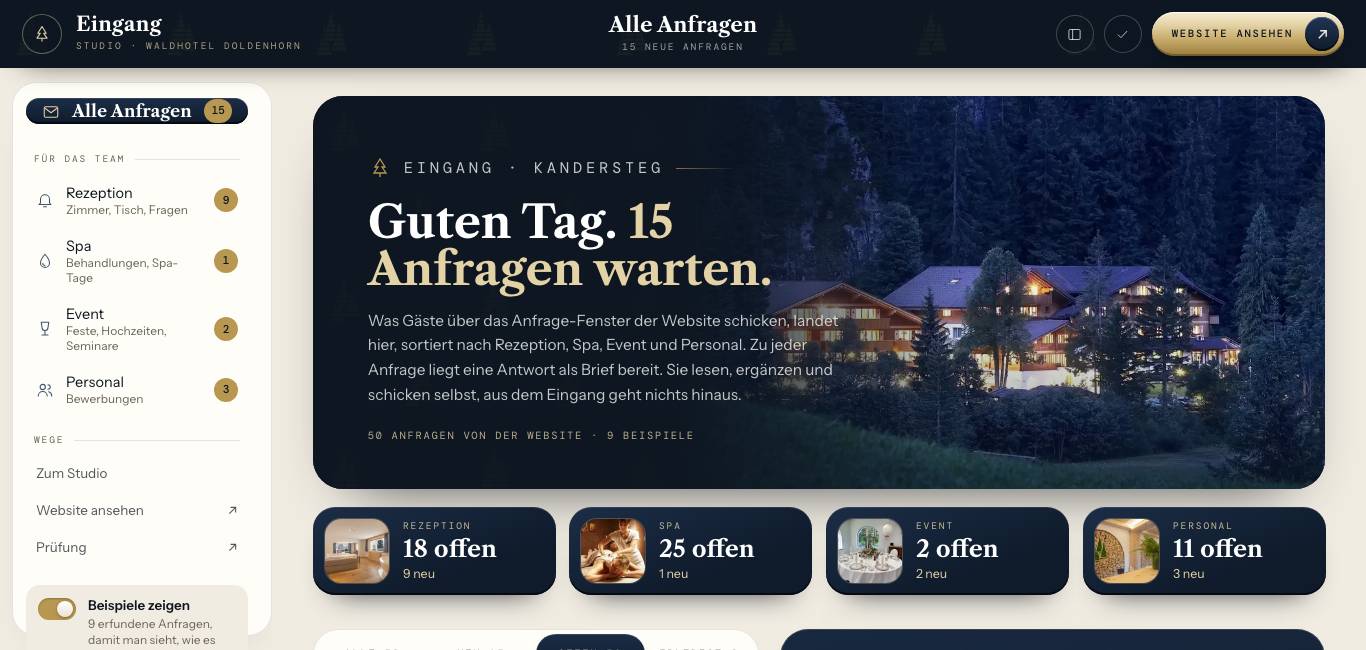 Eingang
STUDIO · WALDHOTEL DOLDENHORN
Alle Anfragen
15 NEUE ANFRAGEN
WEBSITE ANSEHEN
Alle Anfragen 15
FÜR DAS TEAM
Rezeption
Zimmer, Tisch, Fragen
9
Spa
Behandlungen, Spa-
Tage
1
Event
Feste, Hochzeiten,
Seminare
2
Personal
Bewerbungen
3
WEGE
Zum Studio
Website ansehen
Prüfung
Beispiele zeigen
9 erfundene Anfragen,
damit man sieht, wie es
EINGANG · KANDERSTEG
Guten Tag. 15
Anfragen warten.
Was Gäste über das Anfrage-Fenster der Website schicken, landet
hier, sortiert nach Rezeption, Spa, Event und Personal. Zu jeder
Anfrage liegt eine Antwort als Brief bereit. Sie lesen, ergänzen und
schicken selbst, aus dem Eingang geht nichts hinaus.
50 ANFRAGEN VON DER WEBSITE · 9 BEISPIELE
REZEPTION
18 offen
9 neu
SPA
25 offen
1 neu
EVENT
2 offen
2 neu
PERSONAL
11 offen
3 neu